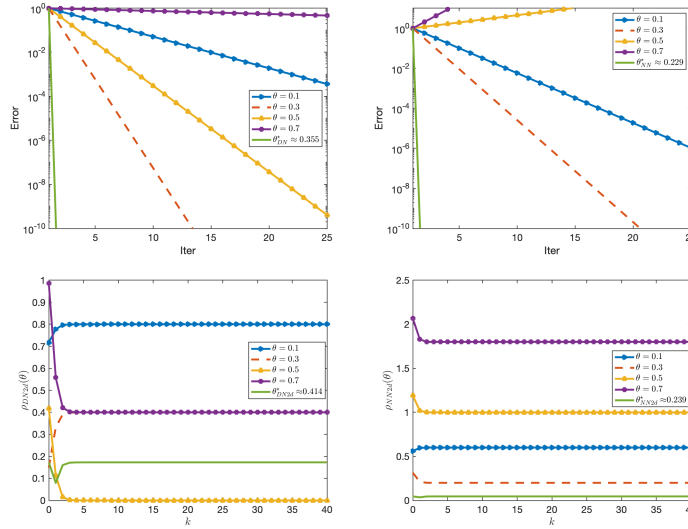 10^0
10^-2
10^-4
10^-6
10^-8
10^-10
Error
5
10
15
20
25
Iter
θ = 0.1
θ = 0.3
θ = 0.5
θ = 0.7
θ*_DN ≈ 0.355
10^0
10^-2
10^-4
10^-6
10^-8
10^-10
Error
5
10
15
20
25
Iter
θ = 0.1
θ = 0.3
θ = 0.5
θ = 0.7
θ*_NN ≈ 0.229
1
0.9
0.8
0.7
0.6
0.5
0.4
0.3
0.2
0.1
0
ρ_DN2d(θ)
0
5
10
15
20
25
30
35
40
k
θ = 0.1
θ = 0.3
θ = 0.5
θ = 0.7
θ*_DN2d ≈0.414
2.5
2
1.5
1
0.5
0
ρ_NN2d(θ)
0
5
10
15
20
25
30
35
40
k
θ = 0.1
θ = 0.3
θ = 0.5
θ = 0.7
θ*_NN2d ≈0.239